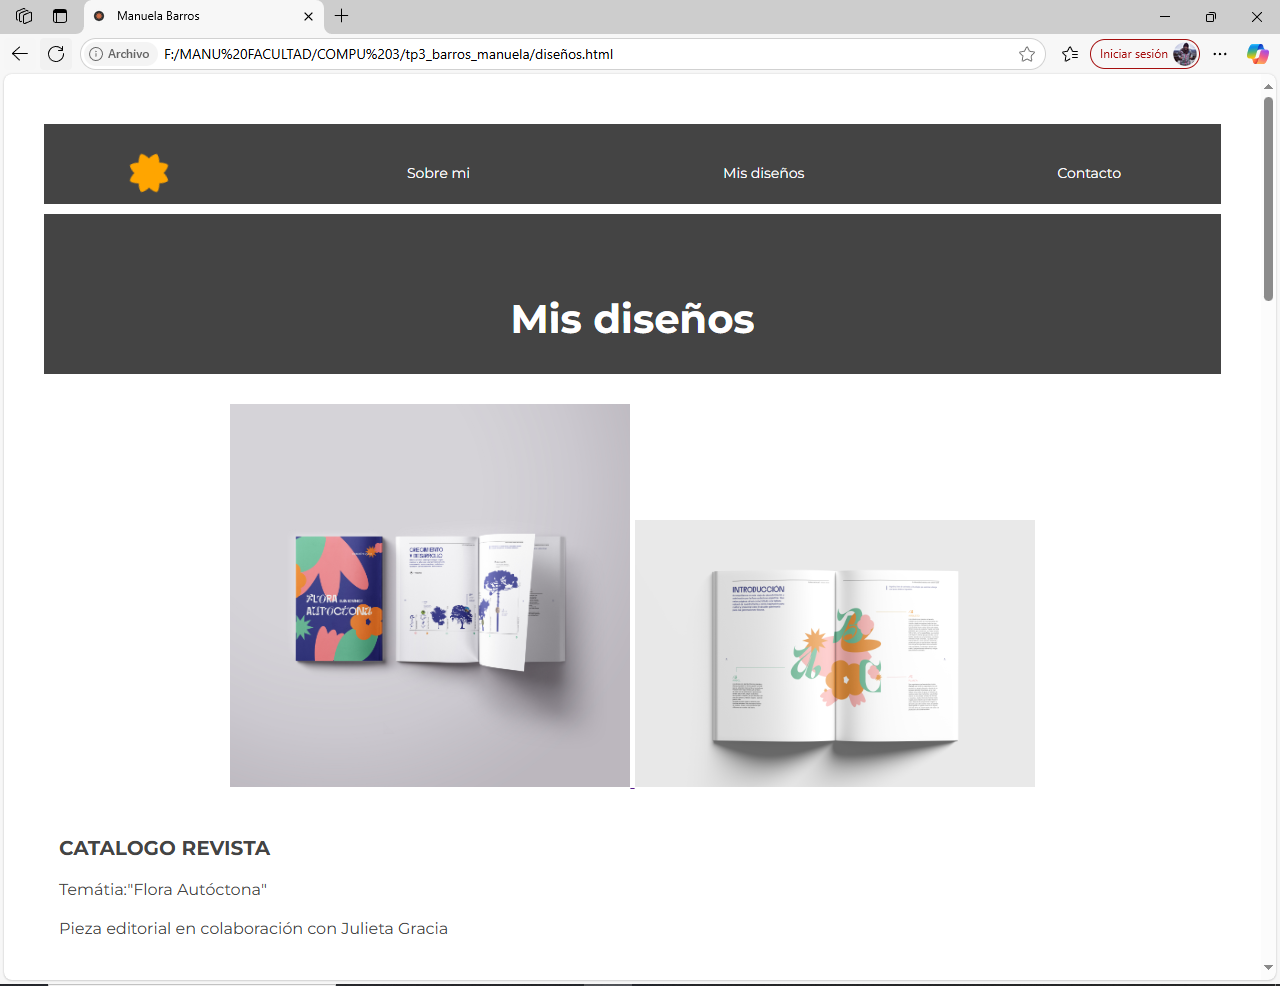 Manuela Barros
Archivo
F:/MANU%20FACULTAD/COMPU%203/tp3_barros_manuela/diseños.html
Iniciar sesión
Sobre mi
Mis diseños
Contacto
Mis diseños
FLORA
AUTOCTONA
CRECIMIENTO
Y DESARROLLO
INTRODUCCIÓN
CATALOGO REVISTA
Temátia:"Flora Autóctona"
Pieza editorial en colaboración con Julieta Gracia